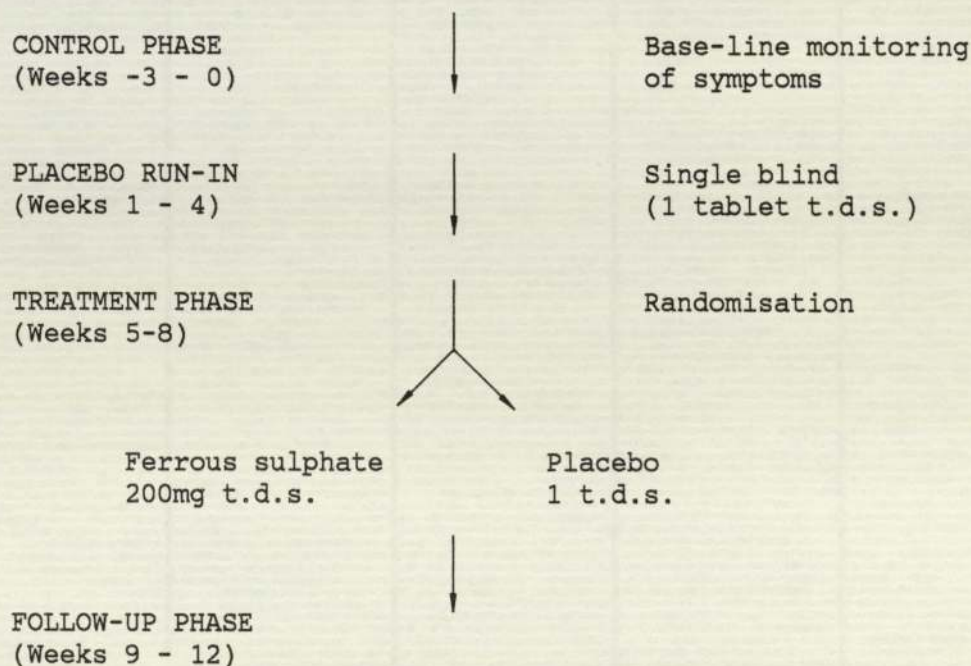 CONTROL PHASE
(Weeks -3 - 0)
Base-line monitoring
of symptoms
PLACEBO RUN-IN
(Weeks 1 - 4)
Single blind
(1 tablet t.d.s.)
TREATMENT PHASE
(Weeks 5-8)
Randomisation
Ferrous sulphate
200mg t.d.s.
Placebo
1 t.d.s.
FOLLOW-UP PHASE
(Weeks 9 - 12)